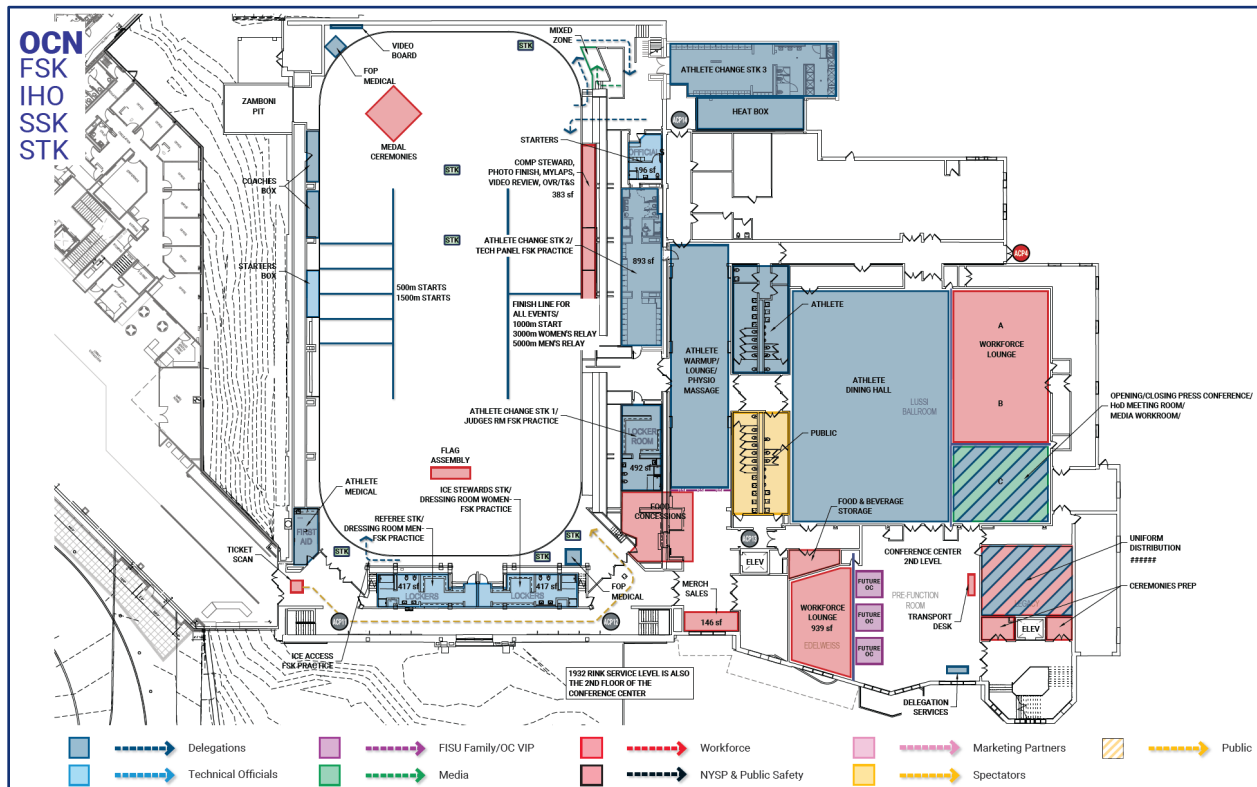 OCN
FSK
IHO
SSK
STK
VIDEO
BOARD
FOP
MEDICAL
ZAMBONI
PIT
MEDAL
CEREMONIES
COACHES
BOX
STARTERS
BOX
STK
STK
STK
MIXED
ZONE
ATHLETE CHANGE STK 3
HEAT BOX
ACP14
STARTERS
OFFICIALS
196 sf
COMP STEWARD,
PHOTO FINISH, MYLAPS,
VIDEO REVIEW, OVR/T&S
383 sf
ATHLETE CHANGE STK 2/
TECH PANEL FSK PRACTICE
893 sf
500m STARTS
1500m STARTS
FINISH LINE FOR
ALL EVENTS/
1000m START
3000m WOMEN'S RELAY
5000m MEN'S RELAY
ACP4
ATHLETE
ATHLETE
WARMUP/
LOUNGE/
PHYSIO
MASSAGE
ATHLETE
DINING HALL
LUSSI
BALLROOM
A
WORKFORCE
LOUNGE
B
OPENING/CLOSING PRESS CONFERENCE/
HoD MEETING ROOM/
MEDIA WORKROOM/
C
PUBLIC
ATHLETE CHANGE STK 1/
JUDGES RM FSK PRACTICE
LOCKER
ROOM
492 sf
FLAG
ASSEMBLY
ATHLETE
MEDICAL
FIRST
AID
ICE STEWARDS STK/
DRESSING ROOM WOMEN-
FSK PRACTICE
REFEREE STK/
DRESSING ROOM MEN-
FSK PRACTICE
FOOD
CONCESSIONS
FOOD & BEVERAGE
STORAGE
TICKET
SCAN
STK
STK
STK
417 sf
LOCKERS
417 sf
LOCKERS
FOP
MEDICAL
ACP11
ACP12
ACP13
ELEV
MERCH
SALES
146 sf
CONFERENCE CENTER
2ND LEVEL
WORKFORCE
LOUNGE
939 sf
EDELWEISS
FUTURE
OC
FUTURE
OC
FUTURE
OC
PRE-FUNCTION
ROOM
TRANSPORT
DESK
UNIFORM
DISTRIBUTION
######
CEREMONIES PREP
ELEV
DELEGATION
SERVICES
ICE ACCESS
FSK PRACTICE
1932 RINK SERVICE LEVEL IS ALSO
THE 2ND FLOOR OF THE
CONFERENCE CENTER
Delegations
FISU Family/OC VIP
Workforce
Marketing Partners
Public
Technical Officials
Media
NYSP & Public Safety
Spectators